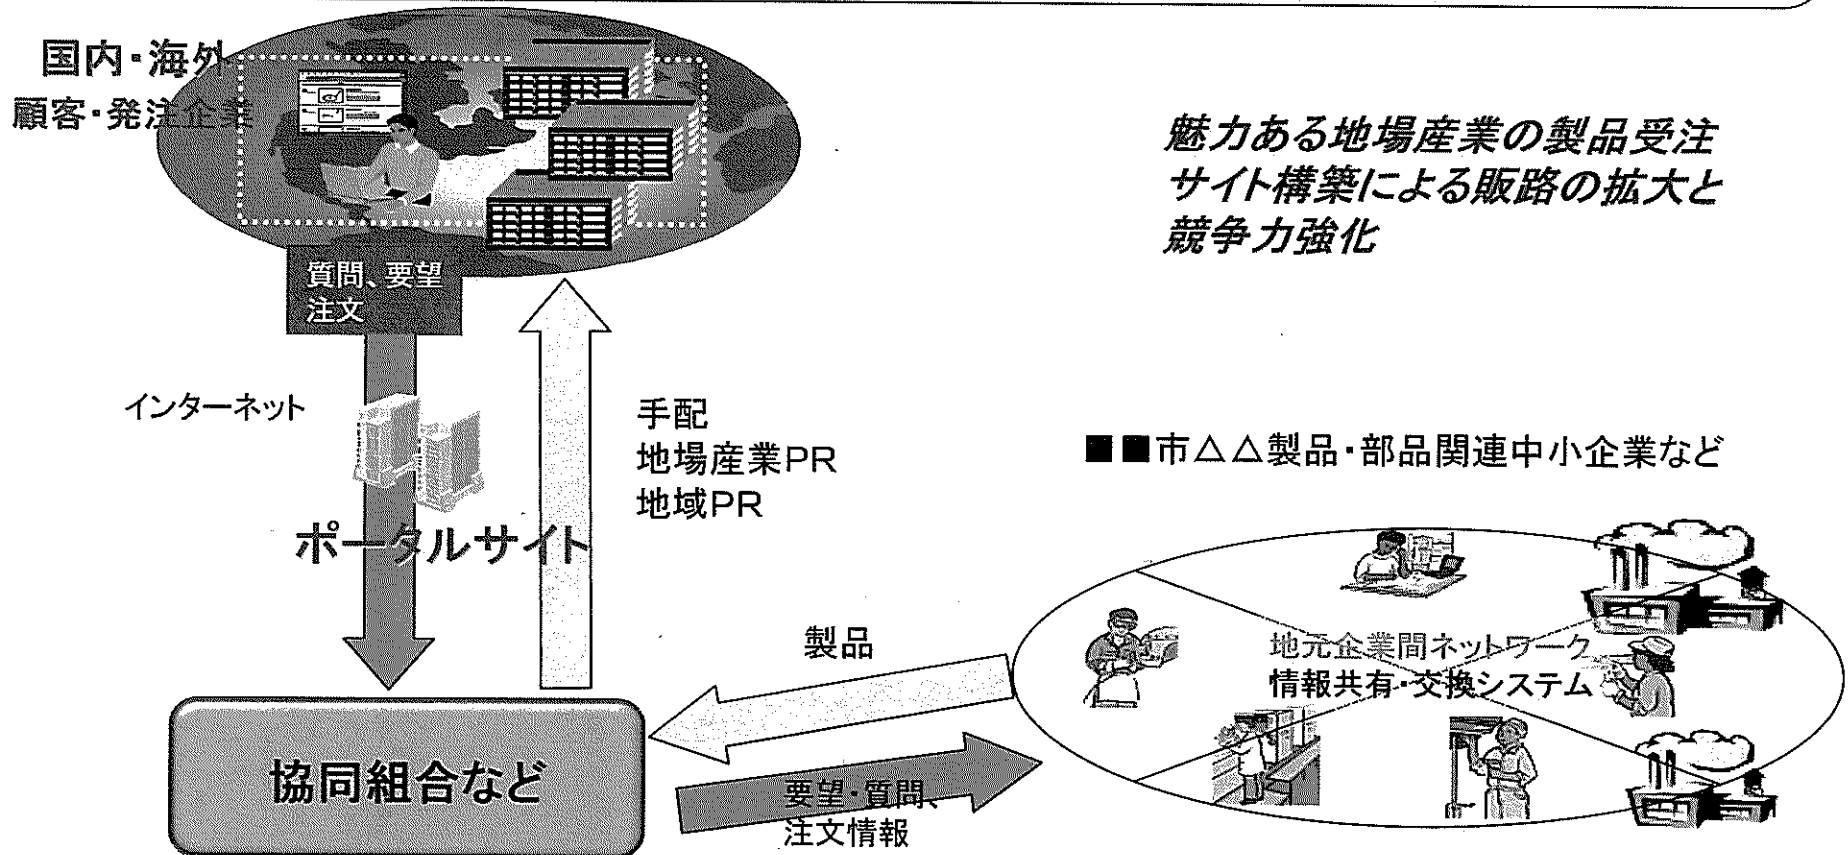 国内・海外
顧客・発注企業
魅力ある地場産業の製品受注
サイト構築による販路の拡大と
競争力強化
質問、要望
注文
インターネット
手配
地場産業PR
地域PR
ポータルサイト
■■市△△製品・部品関連中小企業など
製品
地元企業間ネットワーク
情報共有・交換システム
協同組合など
要望・質問、
注文情報